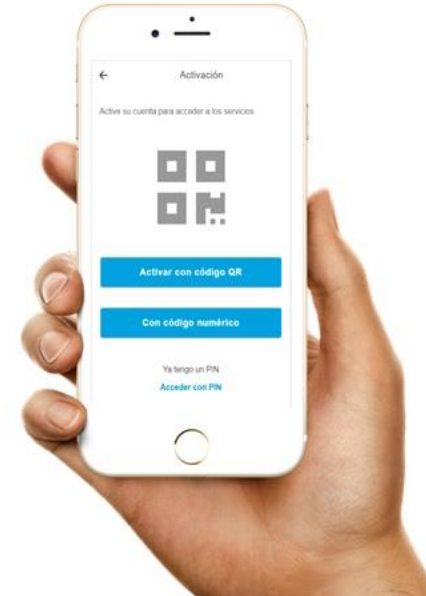 Activación
Active su cuenta para acceder a los servicios
Activar con código QR
Con código numérico
Ya tengo un PIN
Acceder con PIN